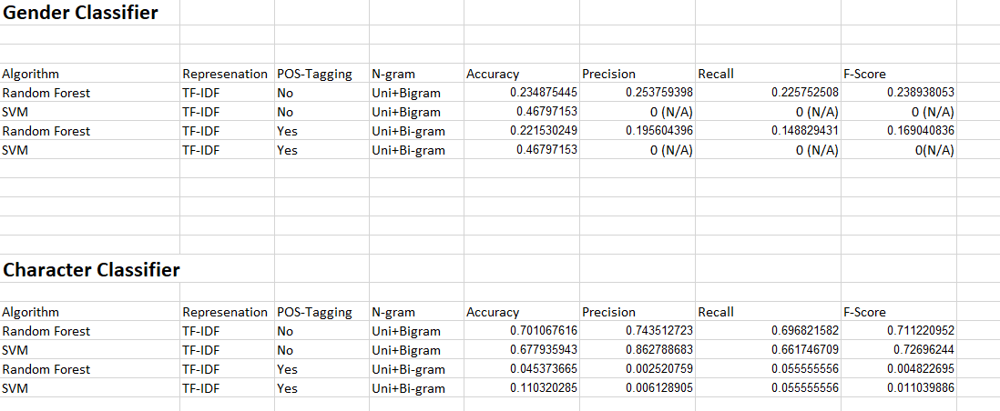 Gender Classifier
Algorithm Represenation POS-Tagging N-gram Accuracy Precision Recall F-Score
Random Forest TF-IDF No Uni+Bigram 0.234875445 0.253759398 0.225752508 0.238938053
SVM TF-IDF No Uni+Bigram 0.46797153 0 (N/A) 0 (N/A) 0 (N/A)
Random Forest TF-IDF Yes Uni+Bi-gram 0.221530249 0.195604396 0.148829431 0.169040836
SVM TF-IDF Yes Uni+Bi-gram 0.46797153 0 (N/A) 0 (N/A) 0(N/A)
Character Classifier
Algorithm Represenation POS-Tagging N-gram Accuracy Precision Recall F-Score
Random Forest TF-IDF No Uni+Bigram 0.701067616 0.743512723 0.696821582 0.711220952
SVM TF-IDF No Uni+Bigram 0.677935943 0.862788683 0.661746709 0.72696244
Random Forest TF-IDF Yes Uni+Bi-gram 0.045373665 0.002520759 0.055555556 0.004822695
SVM TF-IDF Yes Uni+Bi-gram 0.110320285 0.006128905 0.055555556 0.011039886